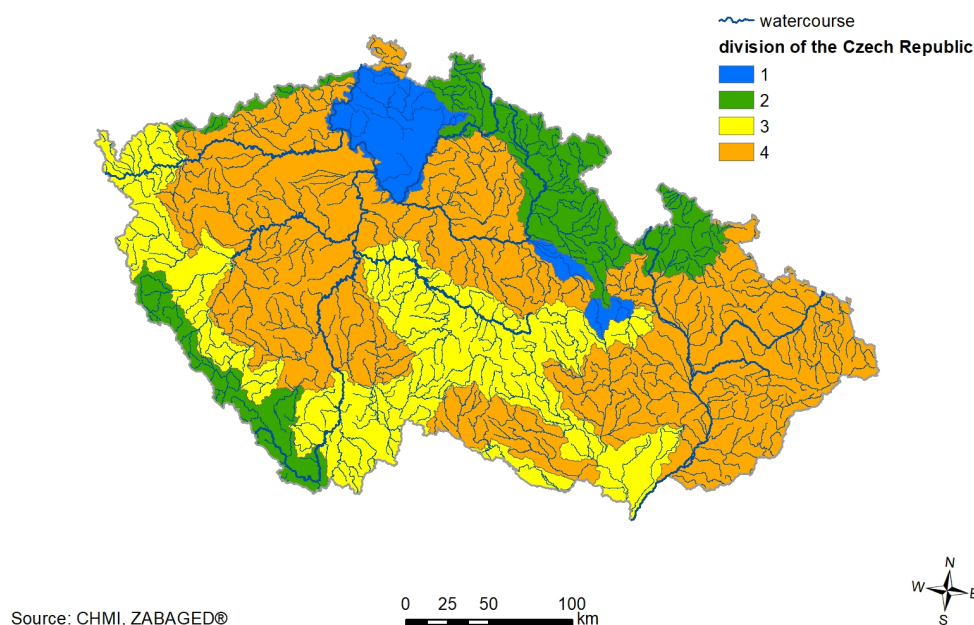 watercourse
division of the Czech Republic
1
2
3
4
N
W E
S
0 25 50 100
km
Source: CHMI, ZABAGED®